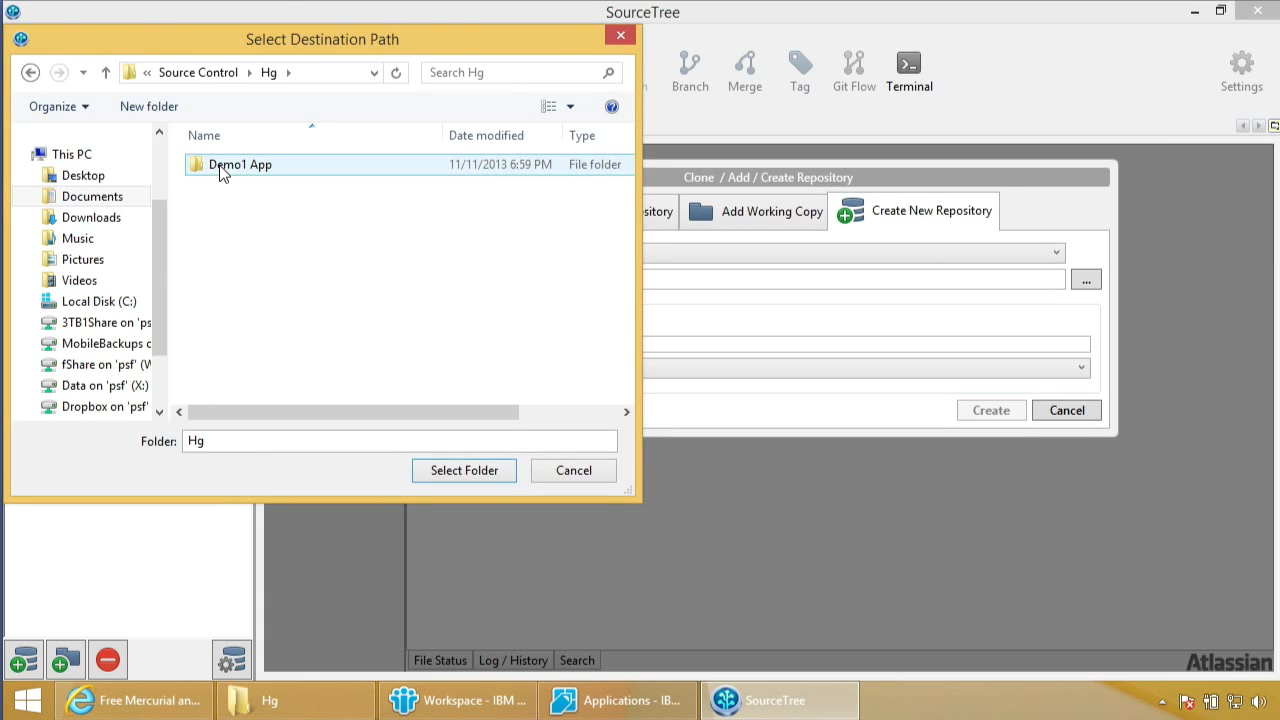 SourceTree
Select Destination Path
« Source Control Hg
Search Hg
Branch
Merge
Tag
Git Flow
Terminal
Settings
Organize
New folder
Name
Date modified
Type
This PC
Desktop
Documents
Downloads
Music
Pictures
Videos
Local Disk (C:)
3TB1Share on 'ps
MobileBackups
fShare on 'psf' (W
Data on 'psf' (X:)
Dropbox on 'psf'
Demo1 App
11/11/2013 6:59 PM
File folder
Folder:
Hg
Select Folder
Cancel
Clone / Add / Create Repository
sitory
Add Working Copy
Create New Repository
...
Create
Cancel
File Status
Log / History
Search
Atlassian
Free Mercurial an...
Hg
Workspace - IBM ...
Applications - IB...
SourceTree